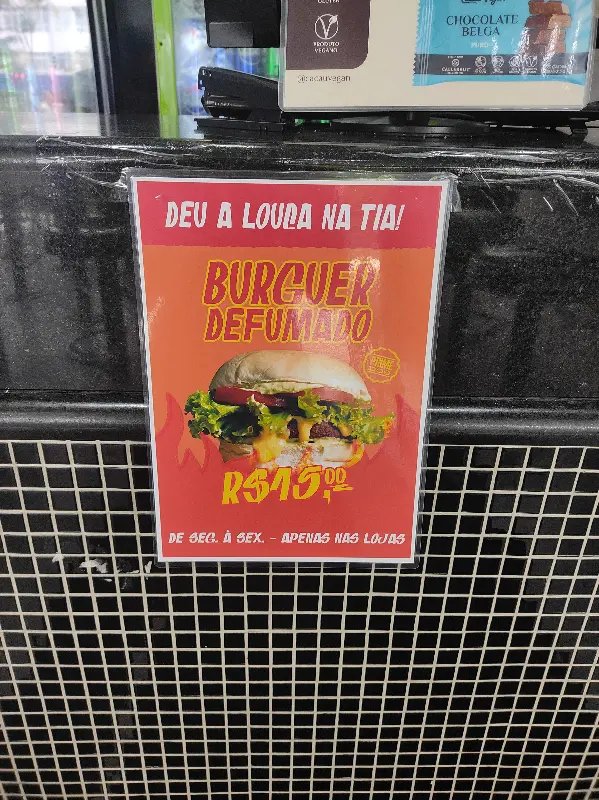 PRODUTO
VEGANO
CHOCOLATE
BELGA
DEU A LOUCA NA TIA!
BURGUER
DEFUMADO
R$15,00
DE SEG. À SEX. - APENAS NAS LOJAS